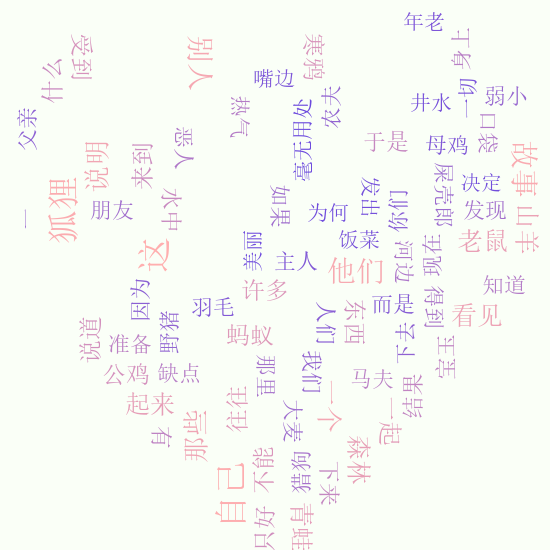 年老
上身
受到
别人
寒鸦
什么
嘴边
一切
弱小
热气
毫无用处
农夫
井水
父亲
口袋
恶人
于是
母鸡
故事
说明
来到
狐狸
水中
如果
发出
你们
屎壳郎
决定
朋友
为何
发现
山羊
一
这
美丽
饭菜
河边
现在
老鼠
主人
他们
知道
因为
羽毛
许多
人们
东西
而是
得到
看见
说道
准备
野猪
蚂蚁
下去
宝玉
公鸡
缺点
那里
我们
马夫
结果
起来
往往
一个
一起
有
那所
大麦
森林
自己
不能
猎狗
下来
只好
青蛙